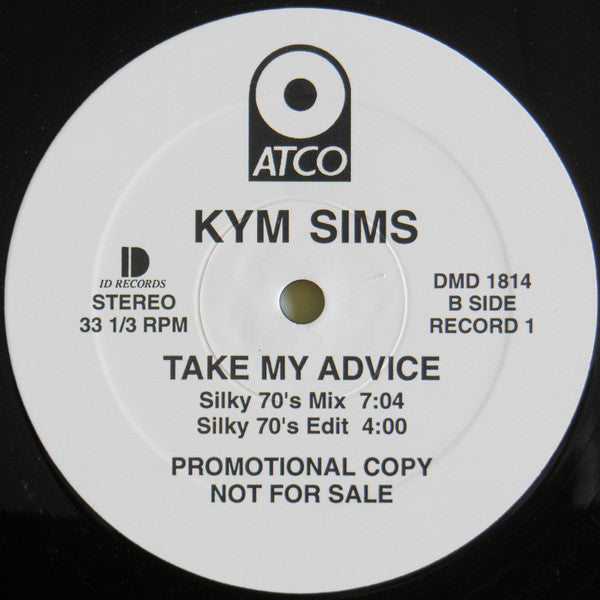 ATCO
KYM SIMS
ID
ID RECORDS
STEREO
33 1/3 RPM
DMD 1814
B SIDE
RECORD 1
TAKE MY ADVICE
Silky 70's Mix 7:04
Silky 70's Edit 4:00
PROMOTIONAL COPY
NOT FOR SALE